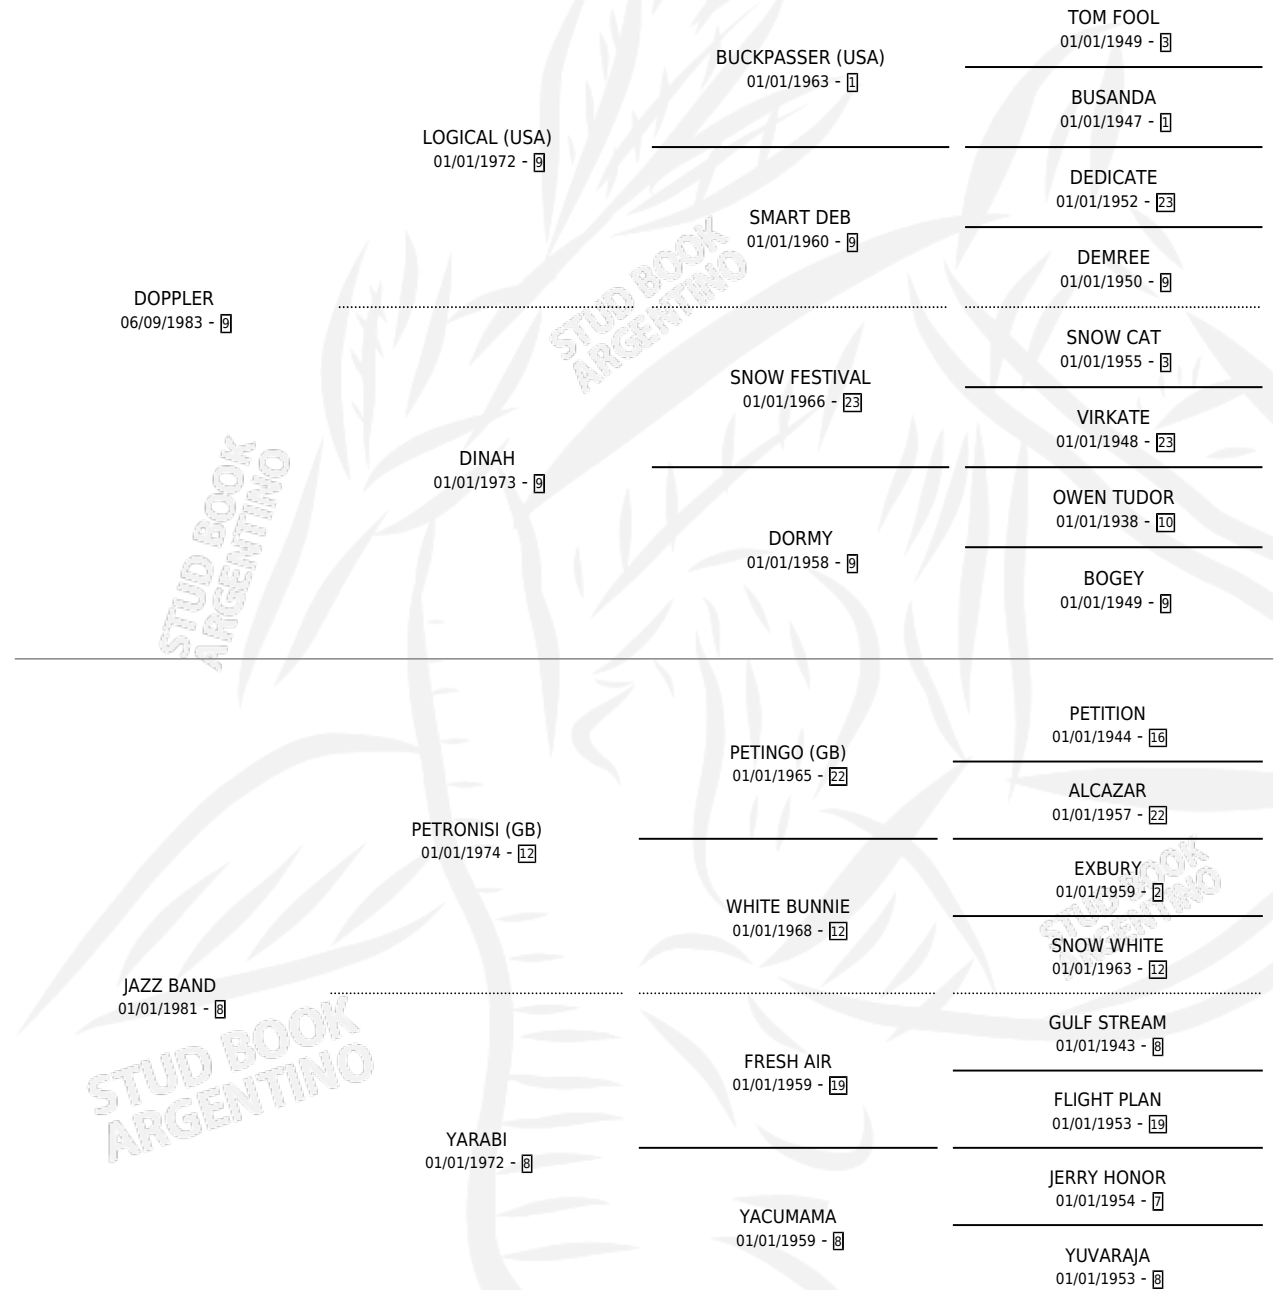 TOM FOOL
01/01/1949 - 3
BUCKPASSER (USA)
01/01/1963 - 1
BUSANDA
01/01/1947 - 1
LOGICAL (USA)
01/01/1972 - 9
DEDICATE
01/01/1952 - 23
SMART DEB
01/01/1960 - 9
DEMREE
01/01/1950 - 9
DOPPLER
06/09/1983 - 9
SNOW CAT
01/01/1955 - 3
SNOW FESTIVAL
01/01/1966 - 23
VIRKATE
01/01/1948 - 23
DINAH
01/01/1973 - 9
OWEN TUDOR
01/01/1938 - 10
DORMY
01/01/1958 - 9
BOGEY
01/01/1949 - 9
PETITION
01/01/1944 - 16
PETINGO (GB)
01/01/1965 - 22
ALCAZAR
01/01/1957 - 22
PETRONISI (GB)
01/01/1974 - 12
EXBURY
01/01/1959 - 2
WHITE BUNNIE
01/01/1968 - 12
SNOW WHITE
01/01/1963 - 12
JAZZ BAND
01/01/1981 - 8
GULF STREAM
01/01/1943 - 8
FRESH AIR
01/01/1959 - 19
FLIGHT PLAN
01/01/1953 - 19
YARABI
01/01/1972 - 8
JERRY HONOR
01/01/1954 - 7
YACUMAMA
01/01/1959 - 8
YUVARAJA
01/01/1953 - 8
STUD BOOK
ARGENTINO
STUD BOOK
ARGENTINO
STUD BOOK
ARGENTINO
STUD BOOK
ARGENTINO